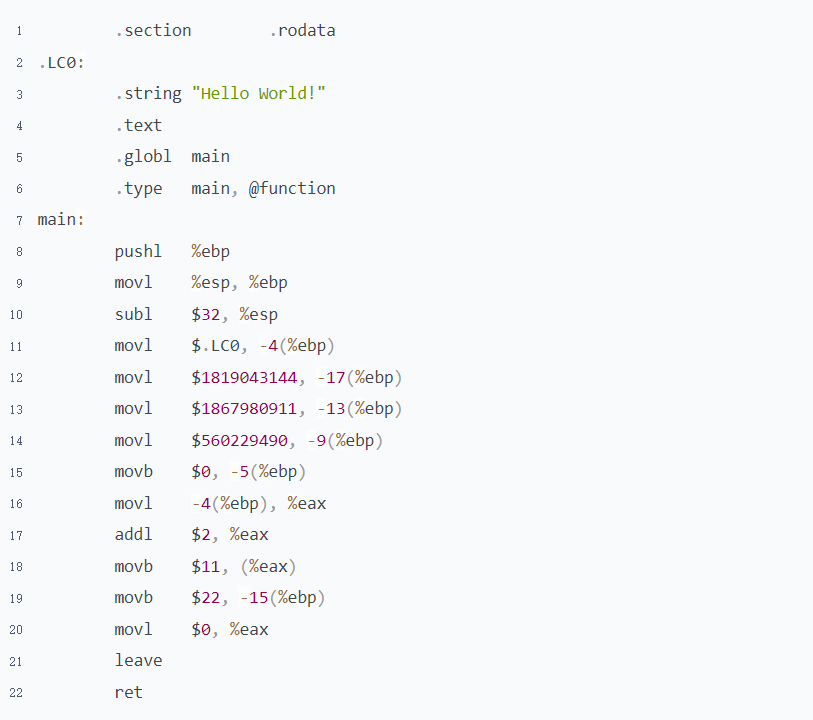 1 .section .rodata
2 .LC0:
3 .string "Hello World!"
4 .text
5 .globl main
6 .type main, @function
7 main:
8 pushl %ebp
9 movl %esp, %ebp
10 subl $32, %esp
11 movl $.LC0, -4(%ebp)
12 movl $1819043144, -17(%ebp)
13 movl $1867980911, -13(%ebp)
14 movl $560229490, -9(%ebp)
15 movb $0, -5(%ebp)
16 movl -4(%ebp), %eax
17 addl $2, %eax
18 movb $11, (%eax)
19 movb $22, -15(%ebp)
20 movl $0, %eax
21 leave
22 ret